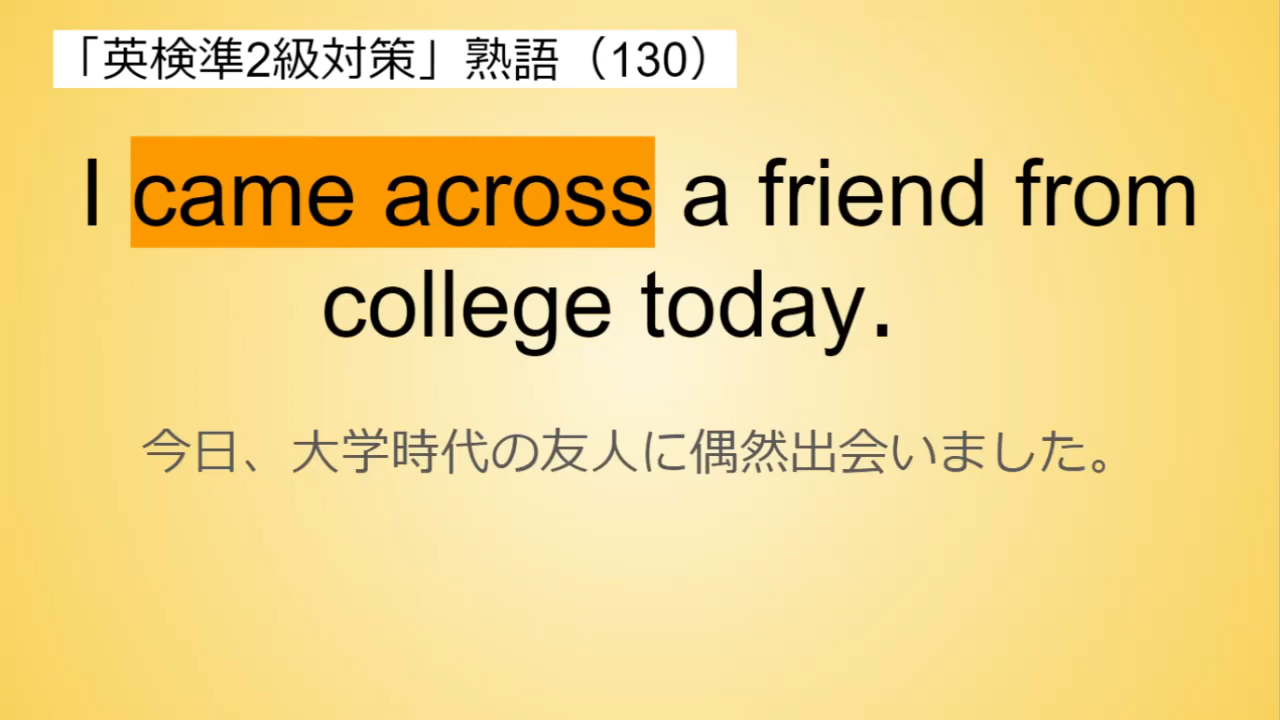 「英検準2級対策」熟語（130）
I came across a friend from
college today.
今日、大学時代の友人に偶然出会いました。